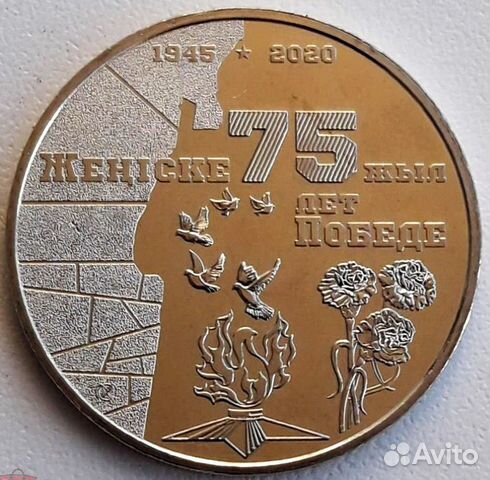 1945 ★ 2020
ЖЕҢІСКЕ 75 ЖЫЛ
ЛЕТ
ПОБЕДЕ
Avito